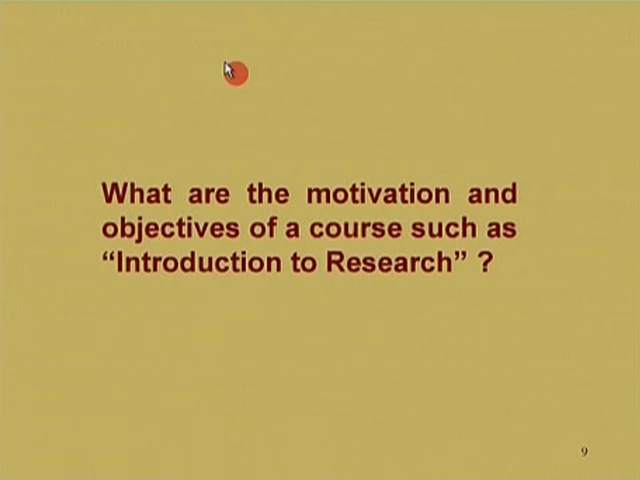 What are the motivation and
objectives of a course such as
“Introduction to Research” ?
9